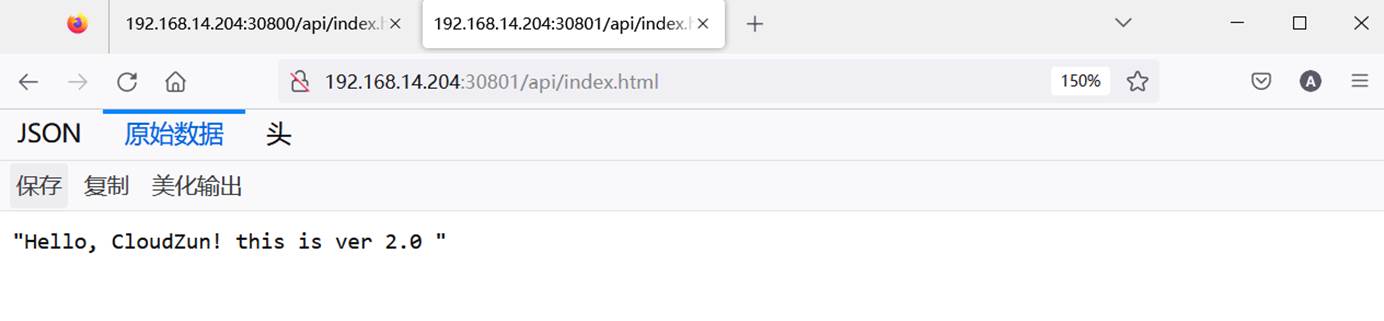 192.168.14.204:30800/api/index.h
192.168.14.204:30801/api/index.h
192.168.14.204:30801/api/index.html
150%
A
JSON 原始数据 头
保存 复制 美化输出
"Hello, CloudZun! this is ver 2.0 "